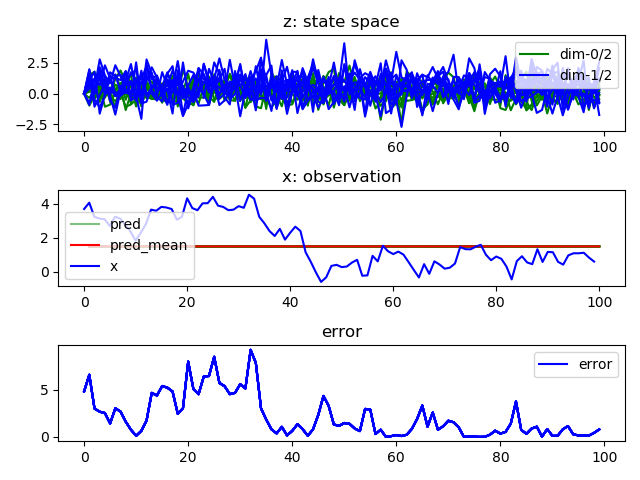 z: state space
2.5
0.0
−2.5
dim-0/2
dim-1/2
0 20 40 60 80 100
x: observation
4
2
0
pred
pred_mean
x
0 20 40 60 80 100
error
5
0
error
0 20 40 60 80 100